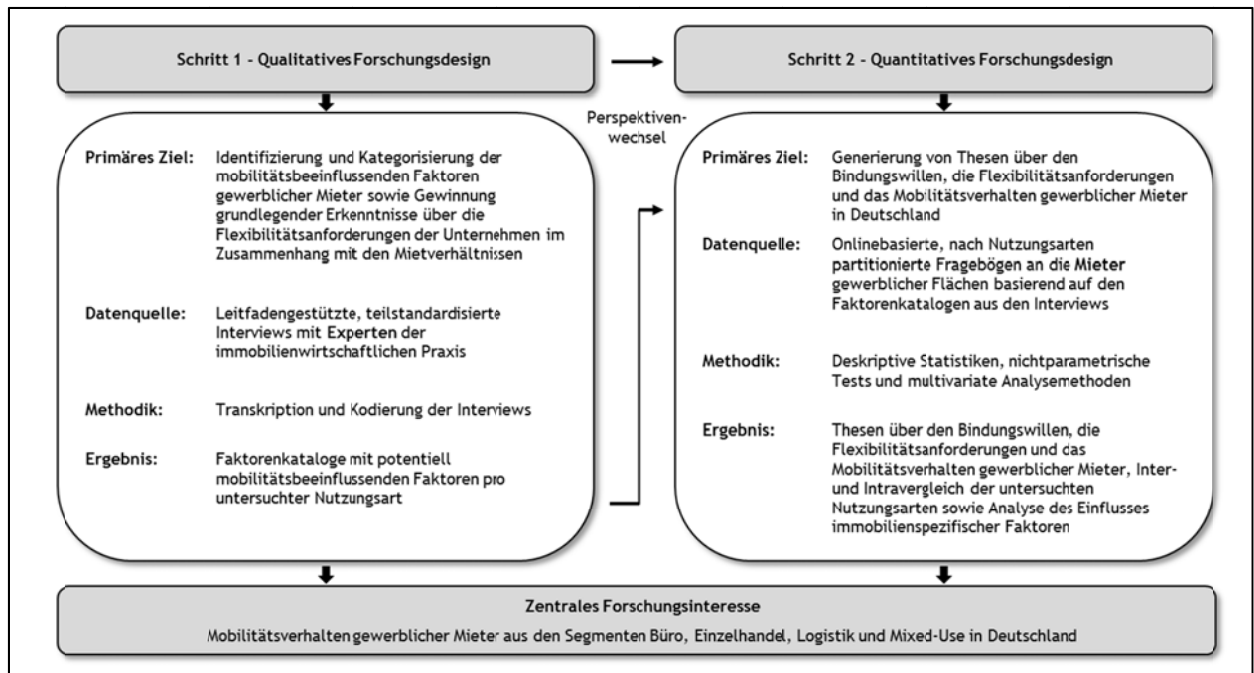 Schritt 1 - Qualitatives Forschungsdesign
Schritt 2 - Quantitatives Forschungsdesign
Perspektiven-
wechsel
Primäres Ziel:
Identifizierung und Kategorisierung der
mobilitätsbeeinflussenden Faktoren
gewerblicher Mieter sowie Gewinnung
grundlegender Erkenntnisse über die
Flexibilitätsanforderungen der Unternehmen im
Zusammenhang mit den Mietverhältnissen
Datenquelle:
Leitfadengestützte, teilstandardisierte
Interviews mit Experten der
immobilienwirtschaftlichen Praxis
Methodik:
Transkription und Kodierung der Interviews
Ergebnis:
Faktorenkataloge mit potentiell
mobilitätsbeeinflussenden Faktoren pro
untersuchter Nutzungsart
Primäres Ziel:
Generierung von Thesen über den
Bindungswillen, die Flexibilitätsanforderungen
und das Mobilitätsverhalten gewerblicher Mieter
in Deutschland
Datenquelle:
Onlinebasierte, nach Nutzungsarten
partitionierte Fragebögen an die Mieter
gewerblicher Flächen basierend auf den
Faktorenkatalogen aus den Interviews
Methodik:
Deskriptive Statistiken, nichtparametrische
Tests und multivariate Analysemethoden
Ergebnis:
Thesen über den Bindungswillen, die
Flexibilitätsanforderungen und das
Mobilitätsverhalten gewerblicher Mieter, Inter-
und Intravergleich der untersuchten
Nutzungsarten sowie Analyse des Einflusses
immobilienspezifischer Faktoren
Zentrales Forschungsinteresse
Mobilitätsverhalten gewerblicher Mieter aus den Segmenten Büro, Einzelhandel, Logistik und Mixed-Use in Deutschland